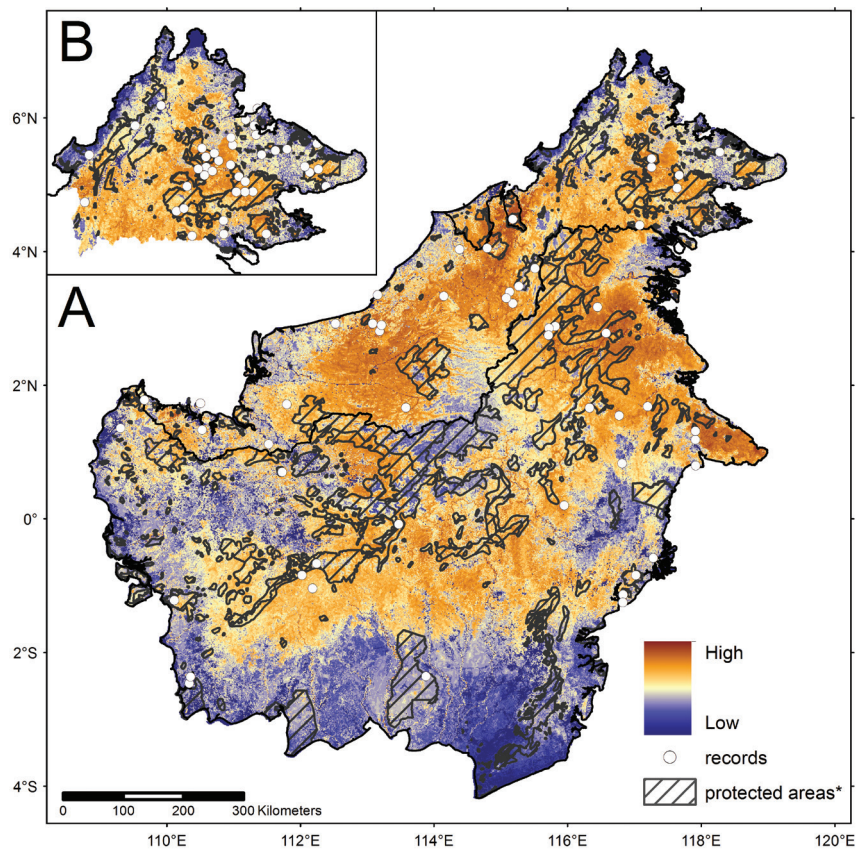 B
6°N
4°N
A
2°N
0°
2°S
High
Low
records
protected areas*
4°S
0 100 200 300 Kilometers
110°E 112°E 114°E 116°E 118°E 120°E